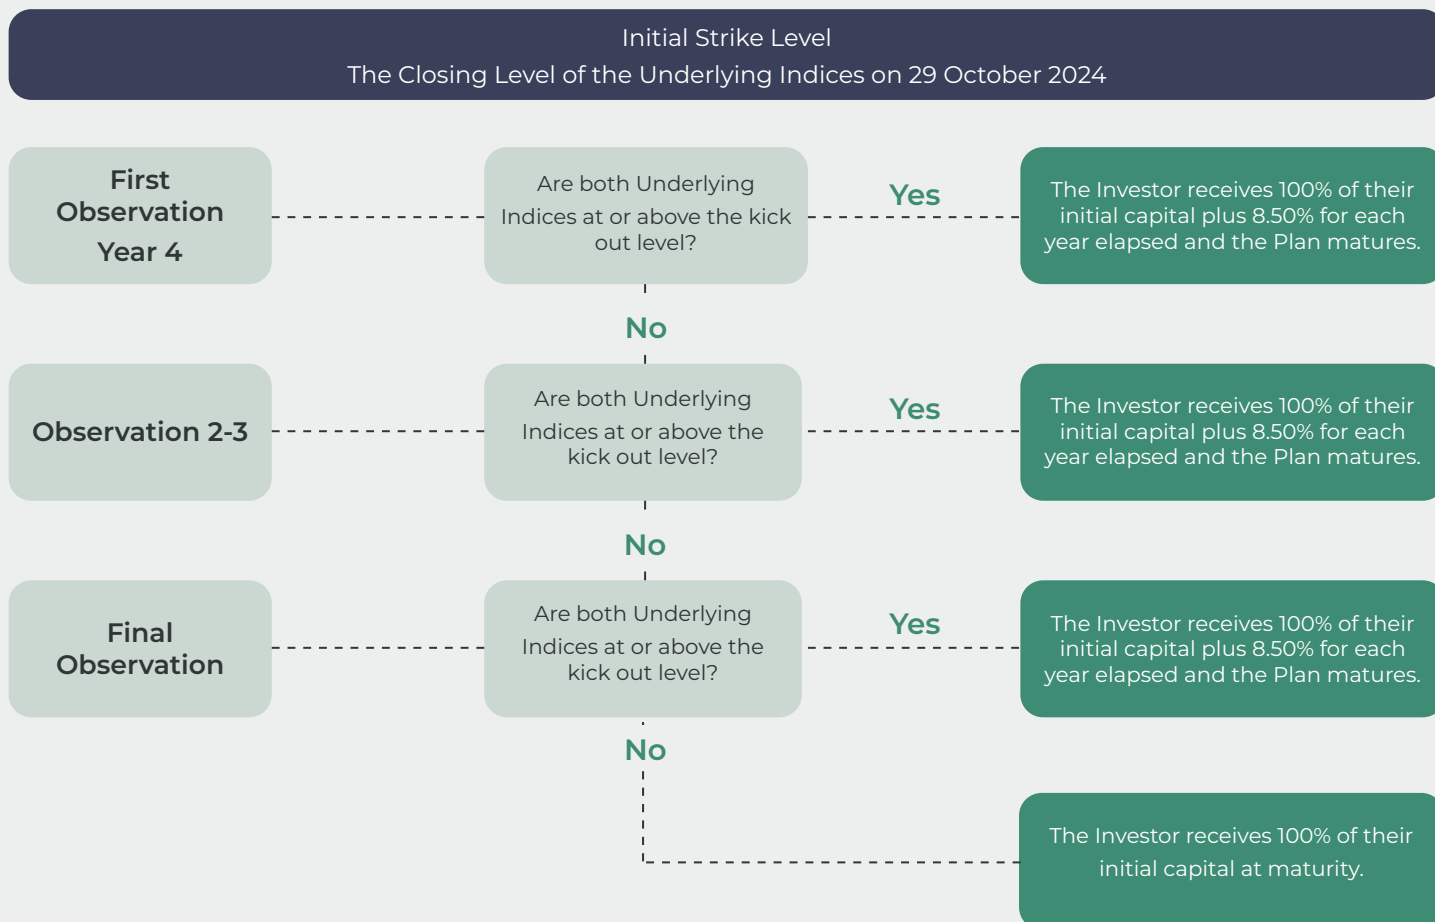 Initial Strike Level
The Closing Level of the Underlying Indices on 29 October 2024
First
Observation
Year 4
Are both Underlying
Indices at or above the kick
out level?
Yes
The Investor receives 100% of their
initial capital plus 8.50% for each
year elapsed and the Plan matures.
No
Observation 2-3
Are both Underlying
Indices at or above the
kick out level?
Yes
The Investor receives 100% of their
initial capital plus 8.50% for each
year elapsed and the Plan matures.
No
Final
Observation
Are both Underlying
Indices at or above the
kick out level?
Yes
The Investor receives 100% of their
initial capital plus 8.50% for each
year elapsed and the Plan matures.
No
The Investor receives 100% of their
initial capital at maturity.